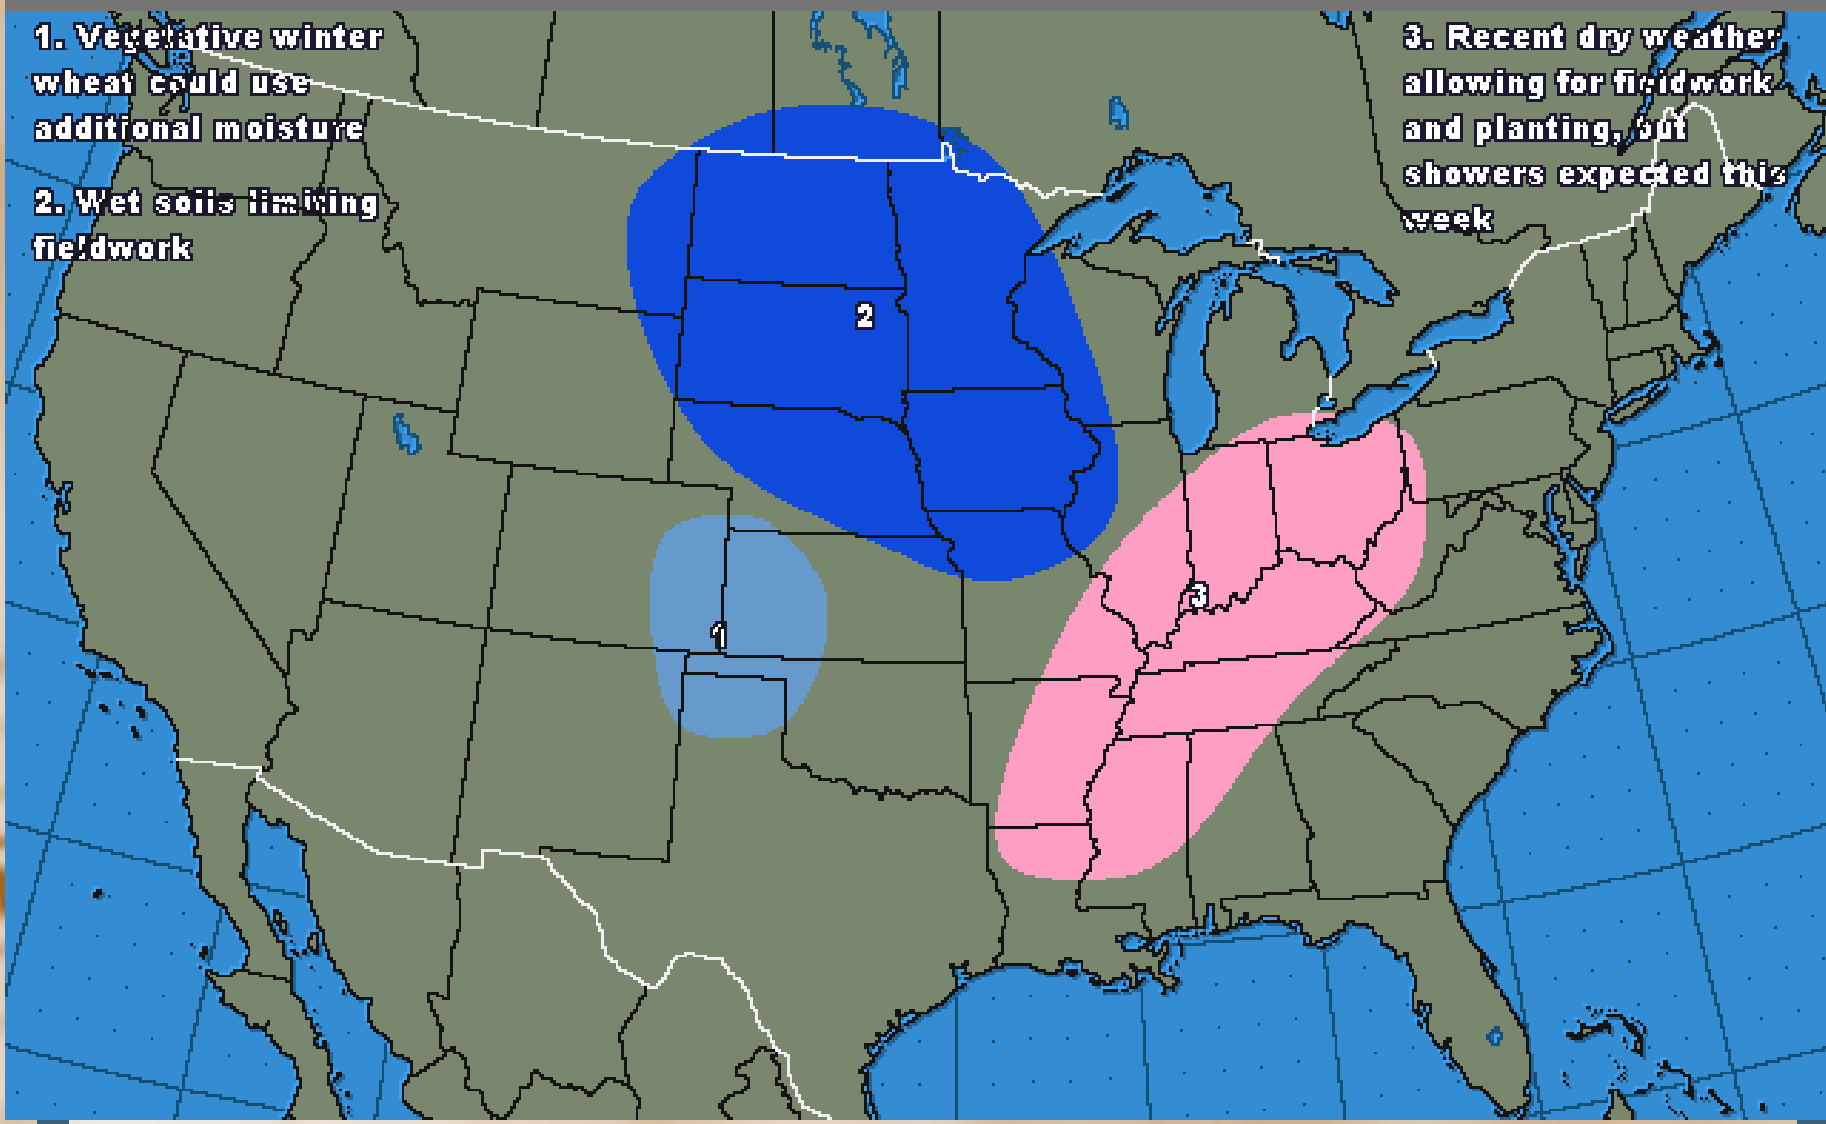 1. Vegetative winter
wheat could use
additional moisture
2. Wet soils limiting
fieldwork
3. Recent dry weather
allowing for fieldwork
and planting, but
showers expected this
week
2
1
3